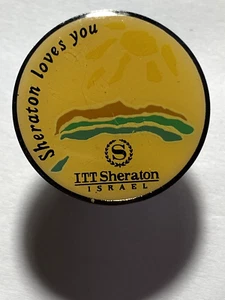 Sheraton loves you
S
ITT Sheraton
ISRAEL